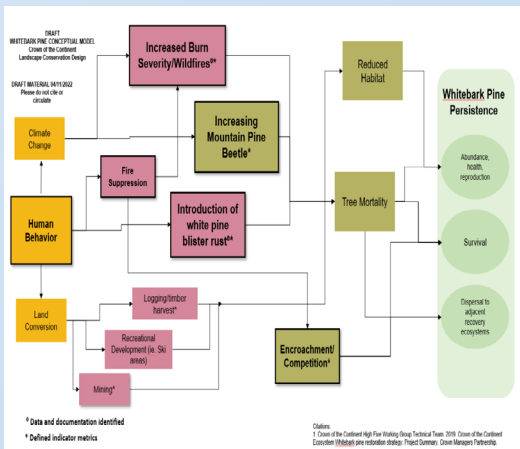 DRAFT
WHITEBARK PINE CONCEPTUAL MODEL
Crown of the Continent
Landscape Conservation Design
DRAFT MATERIAL 04/11/2022
Please do not cite or
circulate
Increased Burn
Severity/Wildfires⁰*
Reduced
Habitat
Whitebark Pine
Persistence
Climate
Change
Increasing
Mountain Pine
Beetle*
Abundance,
health,
reproduction
Fire
Suppression
Human
Behavior
Introduction of
white pine
blister rust⁰*
Tree Mortality
Survival
Land
Conversion
Logging/timbor
harvest*
Recreational
Development (ie. Ski
areas)
Mining*
Encroachment/
Competition*
Dispersal to
adjacent
recovery
ecosystems
⁰ Data and documentation identified
* Defined indicator metrics
Citations:
1. Crown of the Continent High Five Working Group Technical Team. 2019. Crown of the Continent
Ecosystem Whitebark pine restoration strategy: Project Summary. Crown Managers Partnership.